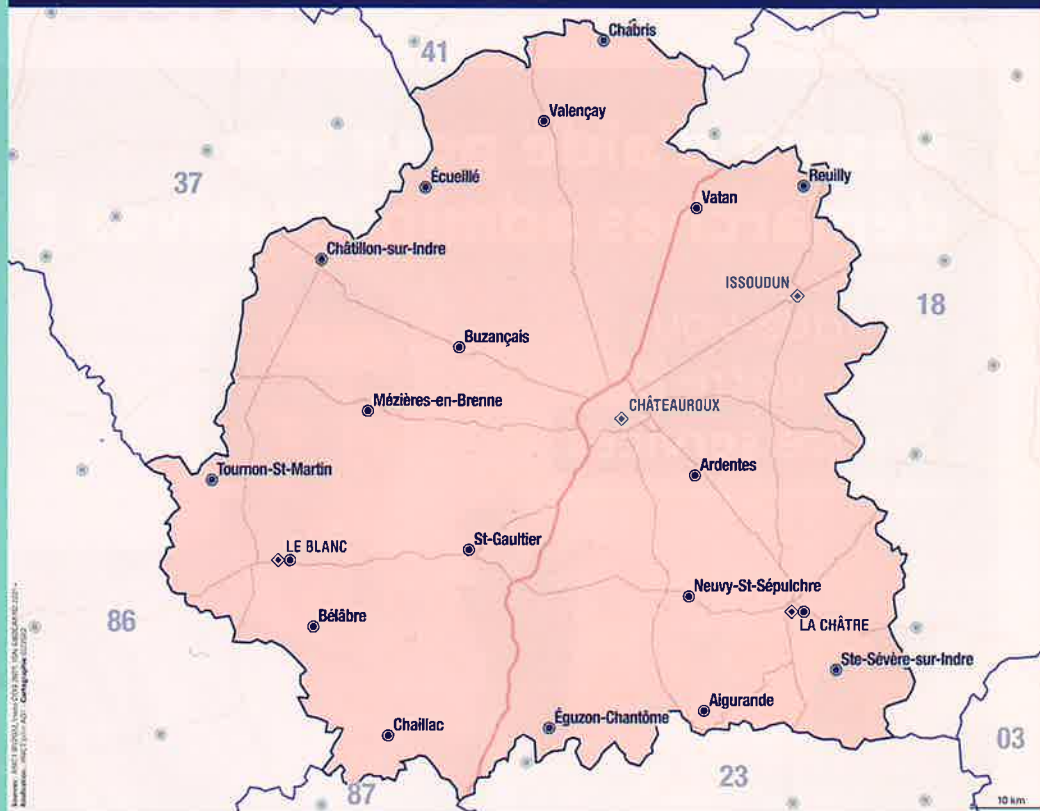 Chabris
41
Valençay
37
Écueillé
Reuilly
Vatan
Châtillon-sur-Indre
ISSOUDUN
18
Buzançais
Mézières-en-Brenne
CHÂTEAUROUX
Ardentes
Tournon-St-Martin
St-Gaultier
LE BLANC
Neuvy-St-Sépulchre
86
Bélâbre
LA CHÂTRE
Ste-Sévère-sur-Indre
Aigurande
Éguzon-Chantôme
Chaillac
03
23
87
10 km